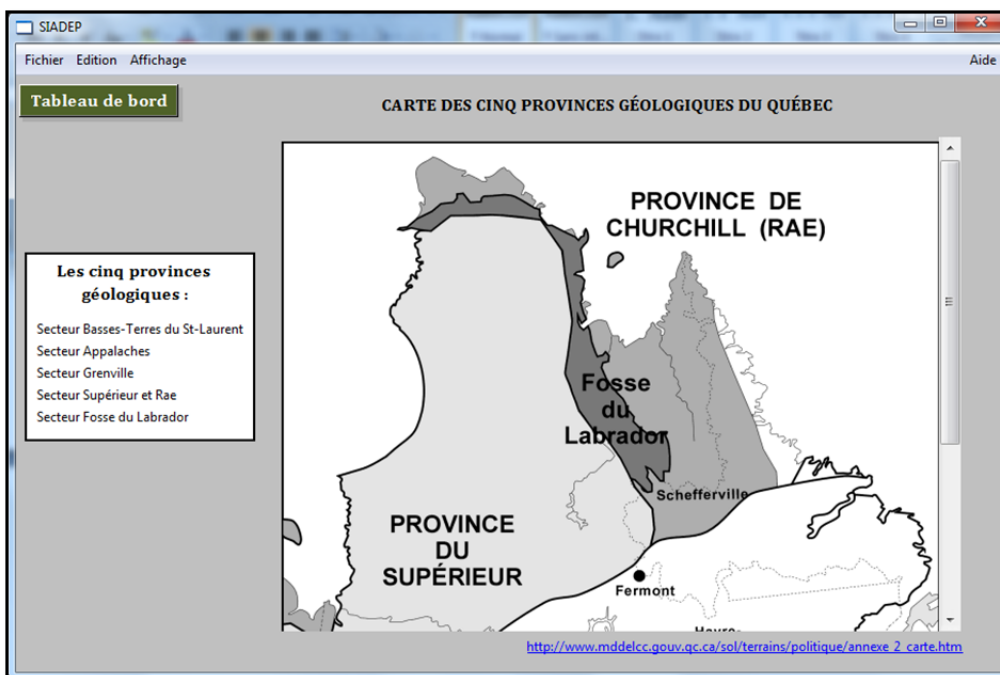 SIADEP
Fichier Edition Affichage Aide
Tableau de bord
CARTE DES CINQ PROVINCES GÉOLOGIQUES DU QUÉBEC
Les cinq provinces
géologiques :
Secteur Basses-Terres du St-Laurent
Secteur Appalaches
Secteur Grenville
Secteur Supérieur et Rae
Secteur Fosse du Labrador
PROVINCE DE
CHURCHILL (RAE)
Fosse
du
Labrador
Schefferville
PROVINCE
DU
SUPÉRIEUR
Fermont
http://www.mddelcc.gouv.qc.ca/sol/terrains/politique/annexe_2_carte.htm